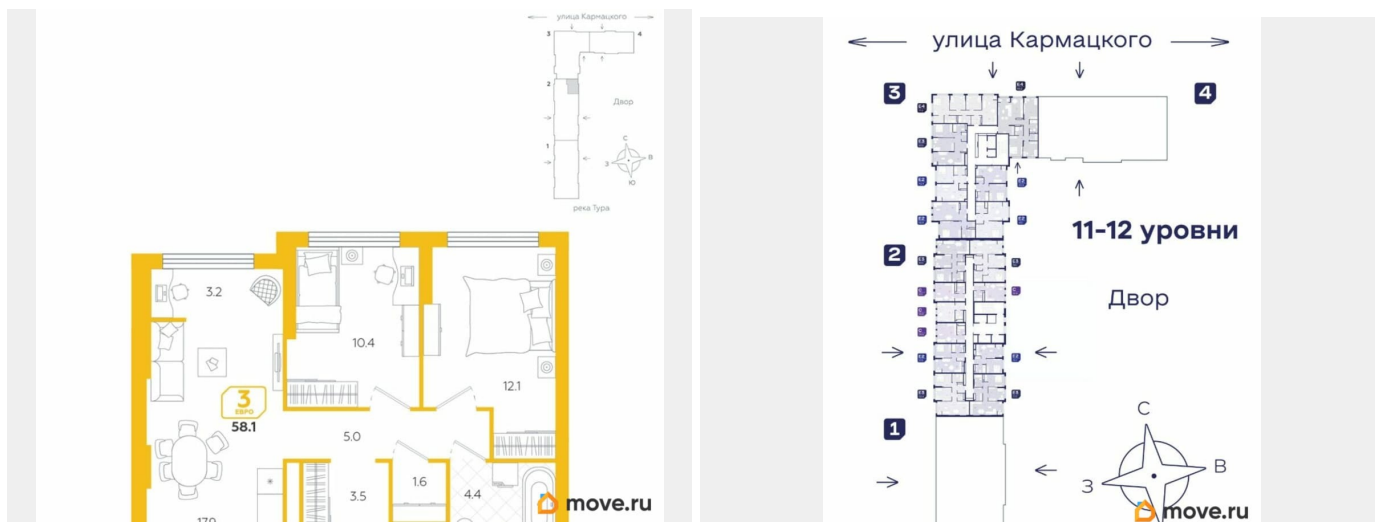 улица Кармацкого
3
4
2
Двор
1
С
З
В
Ю
река Тура
3.2
10.4
12.1
3
ЕВРО
58.1
5.0
3.5
1.6
4.4
17.9
move.ru
улица Кармацкого
3
4
11-12 уровни
2
Двор
1
С
В
З
move.ru